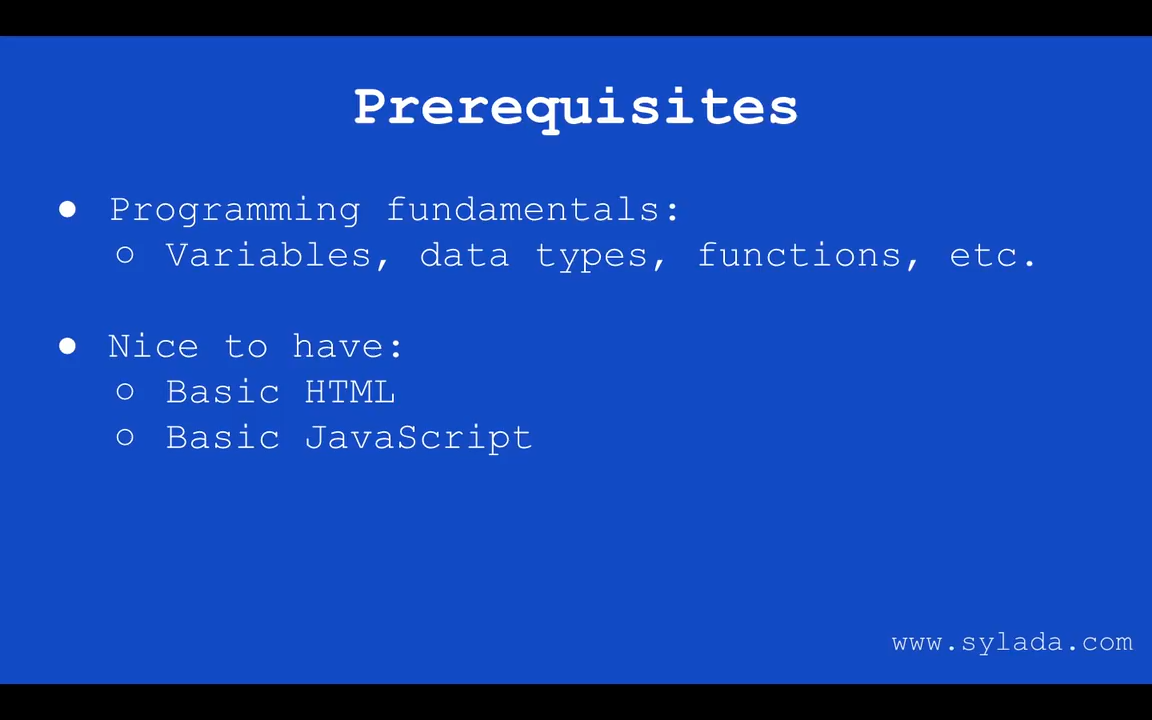 Prerequisites
● Programming fundamentals:
○ Variables, data types, functions, etc.
● Nice to have:
○ Basic HTML
○ Basic JavaScript
www.sylada.com